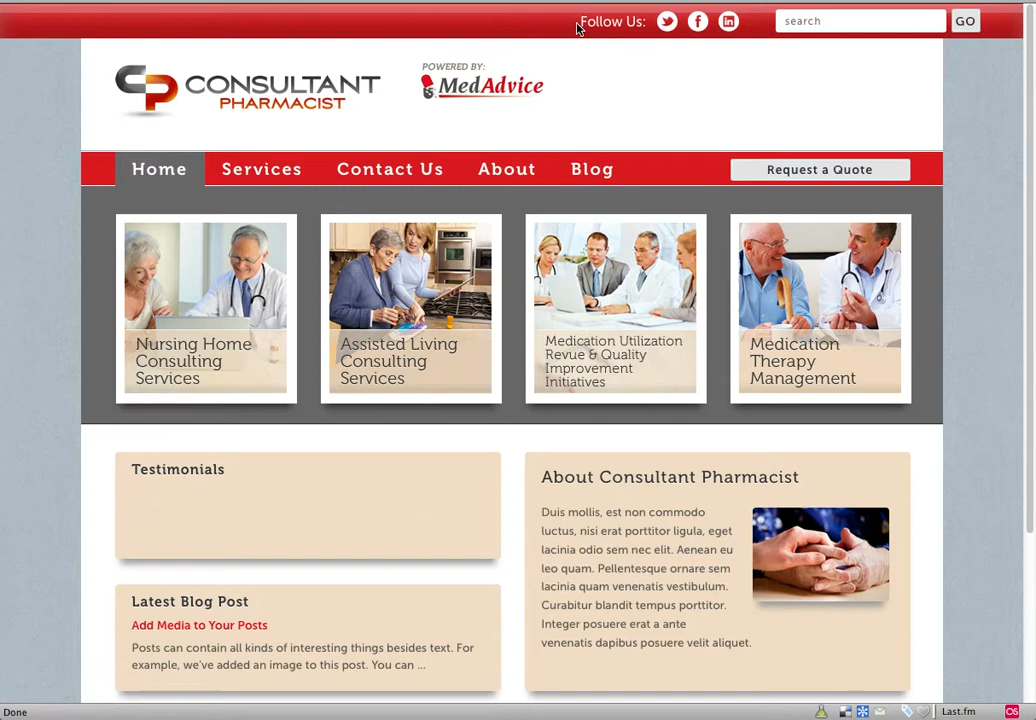 Follow Us:
search
GO
CONSULTANT
PHARMACIST
POWERED BY:
MedAdvice
Home
Services
Contact Us
About
Blog
Request a Quote
Nursing Home
Consulting
Services
Assisted Living
Consulting
Services
Medication Utilization
Revue & Quality
Improvement
Initiatives
Medication
Therapy
Management
Testimonials
Latest Blog Post
Add Media to Your Posts
Posts can contain all kinds of interesting things besides text. For
example, we've added an image to this post. You can ...
About Consultant Pharmacist
Duis mollis, est non commodo
luctus, nisi erat porttitor ligula, eget
lacinia odio sem nec elit. Aenean eu
leo quam. Pellentesque ornare sem
lacinia quam venenatis vestibulum.
Curabitur blandit tempus porttitor.
Integer posuere erat a ante
venenatis dapibus posuere velit aliquet.
Done
Last.fm